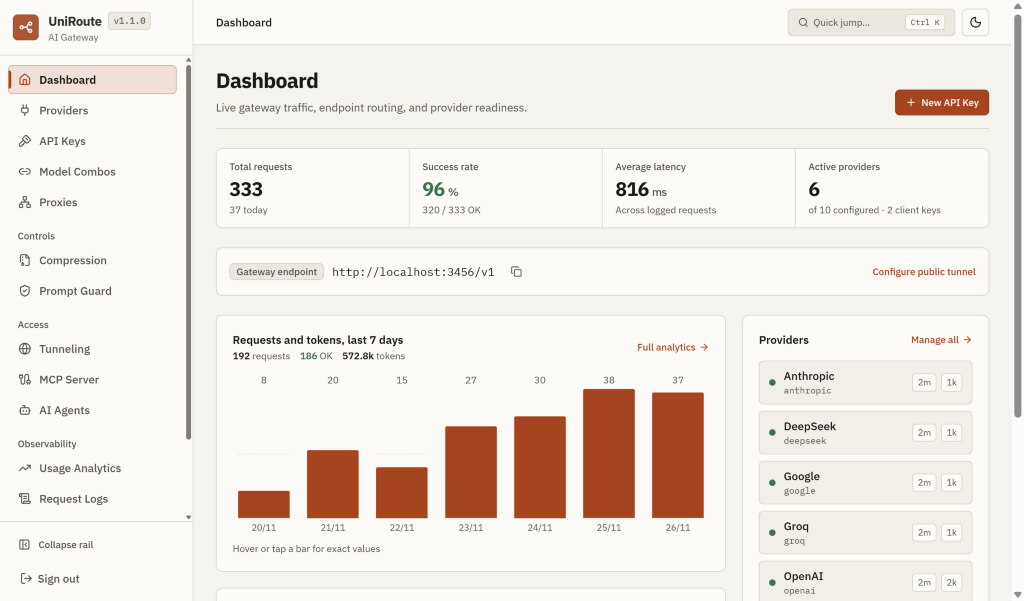 UniRoute v1.1.0
AI Gateway
Dashboard
Providers
API Keys
Model Combos
Proxies
Controls
Compression
Prompt Guard
Access
Tunneling
MCP Server
AI Agents
Observability
Usage Analytics
Request Logs
Collapse rail
Sign out
Dashboard
Quick jump... Ctrl K
Dashboard
Live gateway traffic, endpoint routing, and provider readiness.
+ New API Key
Total requests
333
37 today
Success rate
96 %
320 / 333 OK
Average latency
816 ms
Across logged requests
Active providers
6
of 10 configured · 2 client keys
Gateway endpoint http://localhost:3456/v1
Configure public tunnel
Requests and tokens, last 7 days
192 requests 186 OK 572.8k tokens
Full analytics →
8 20 15 27 30 38 37
20/11 21/11 22/11 23/11 24/11 25/11 26/11
Hover or tap a bar for exact values
Providers
Manage all →
Anthropic
anthropic
2m 1k
DeepSeek
deepseek
2m 1k
Google
google
2m 1k
Groq
groq
2m 1k
OpenAI
openai
2m 2k